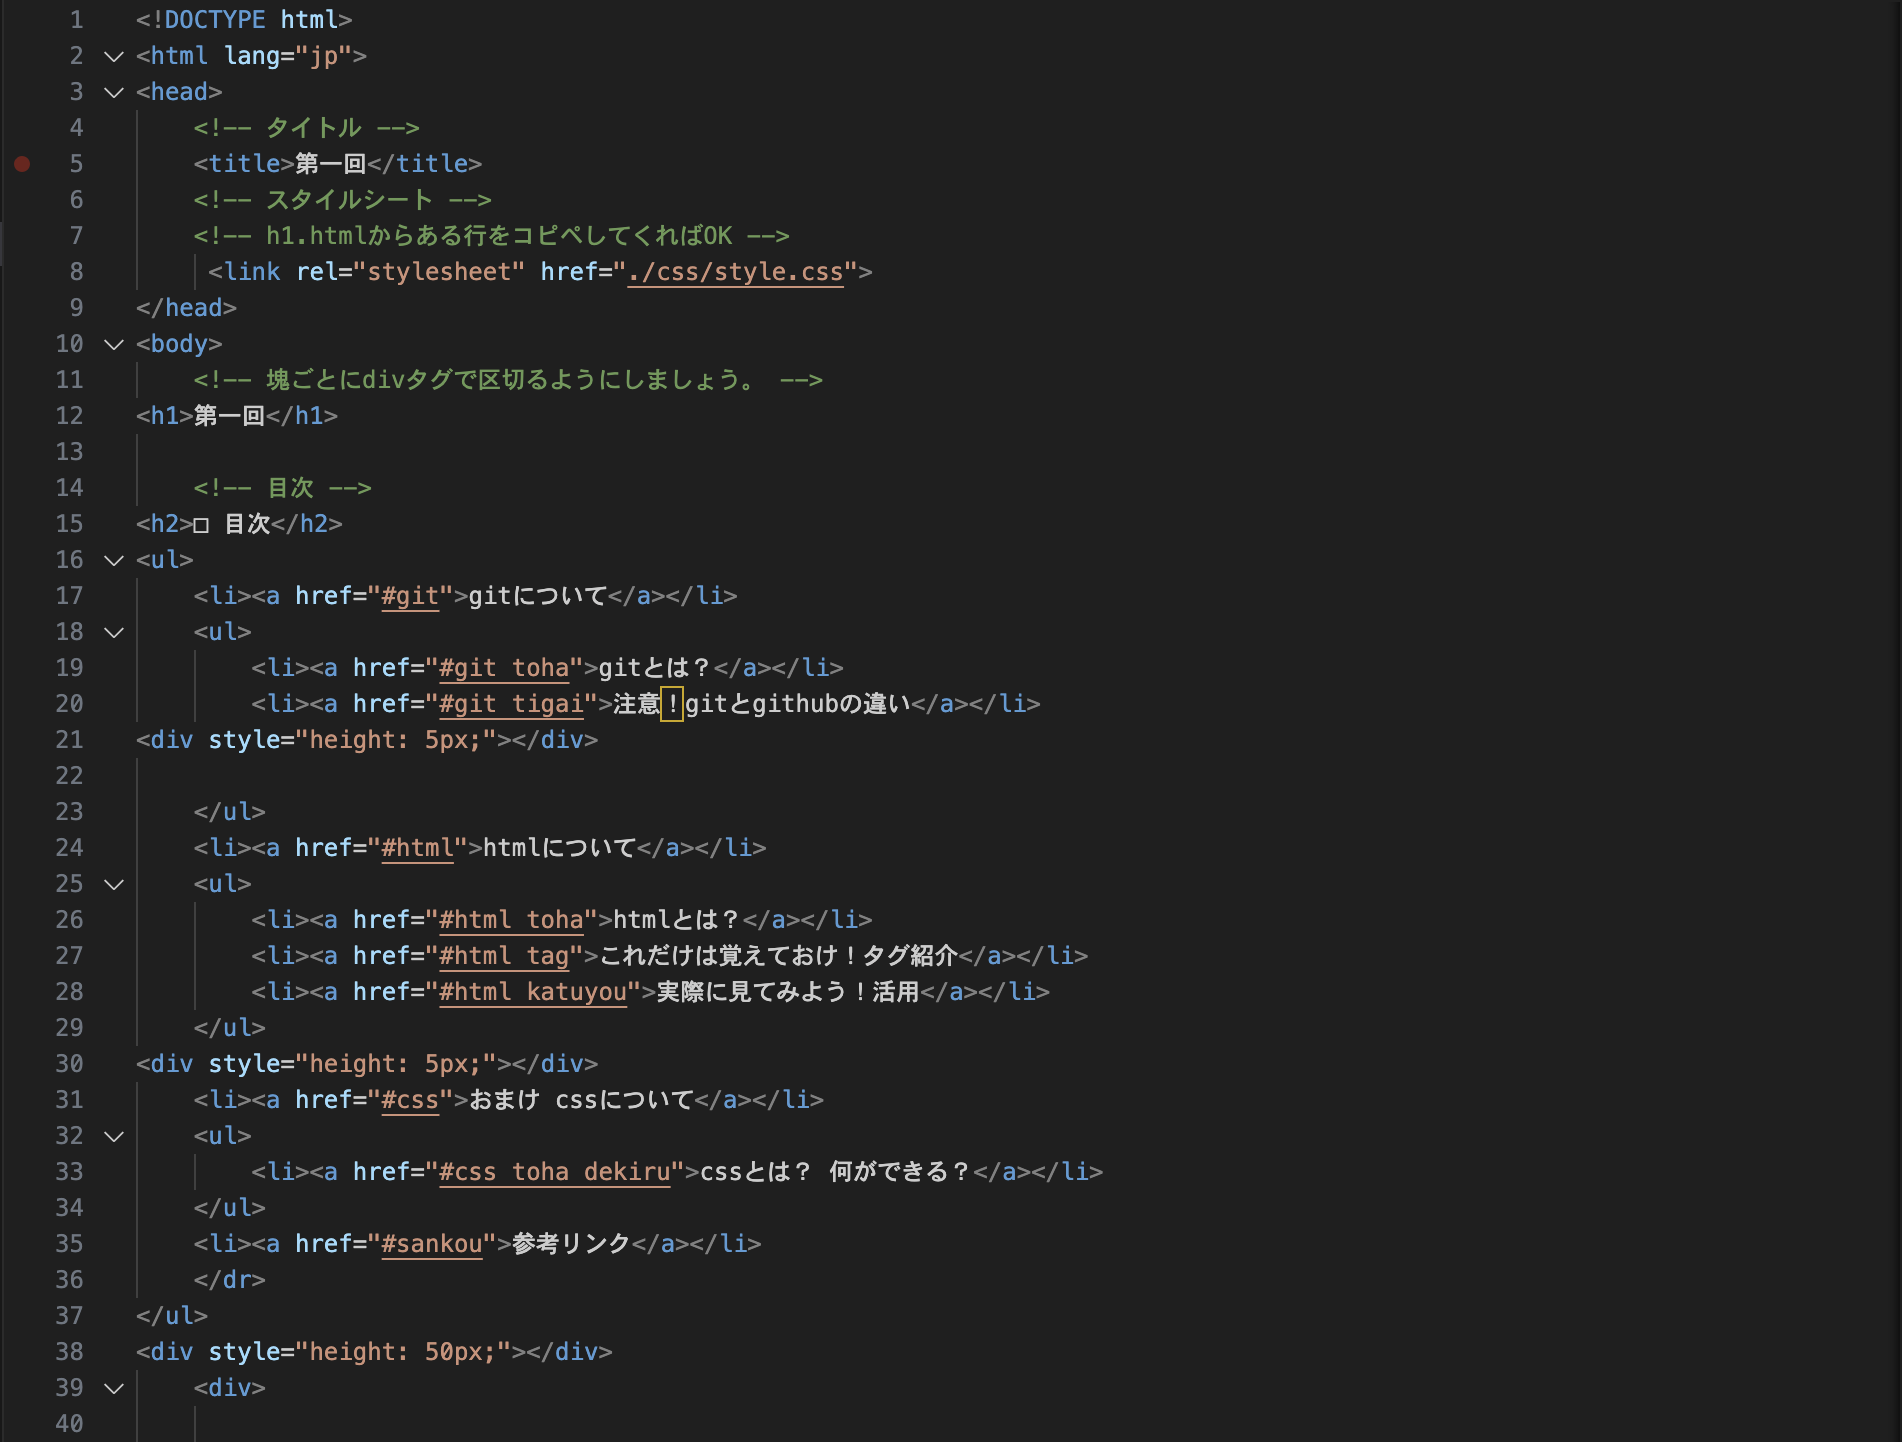 1 <!DOCTYPE html>
2 <html lang="jp">
3 <head>
4 <!-- タイトル -->
5 <title>第一回</title>
6 <!-- スタイルシート -->
7 <!-- h1.htmlからある行をコピペしてくればOK -->
8 <link rel="stylesheet" href="./css/style.css">
9 </head>
10 <body>
11 <!-- 塊ごとにdivタグで区切るようにしましょう。 -->
12 <h1>第一回</h1>
13
14 <!-- 目次 -->
15 <h2>□ 目次</h2>
16 <ul>
17 <li><a href="#git">gitについて</a></li>
18 <ul>
19 <li><a href="#git toha">gitとは？</a></li>
20 <li><a href="#git tigai">注意！gitとgithubの違い</a></li>
21 <div style="height: 5px;"></div>
22
23 </ul>
24 <li><a href="#html">htmlについて</a></li>
25 <ul>
26 <li><a href="#html toha">htmlとは？</a></li>
27 <li><a href="#html tag">これだけは覚えておけ！タグ紹介</a></li>
28 <li><a href="#html katuyou">実際に見てみよう！活用</a></li>
29 </ul>
30 <div style="height: 5px;"></div>
31 <li><a href="#css">おまけ cssについて</a></li>
32 <ul>
33 <li><a href="#css toha dekiru">cssとは？ 何ができる？</a></li>
34 </ul>
35 <li><a href="#sankou">参考リンク</a></li>
36 </dr>
37 </ul>
38 <div style="height: 50px;"></div>
39 <div>
40